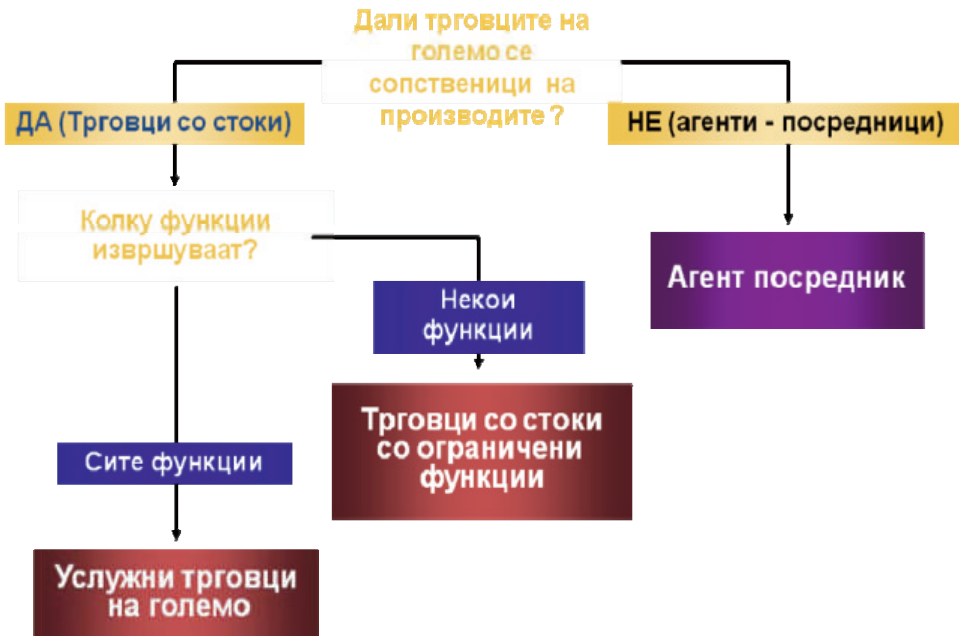 Дали трговците на
големо се
сопственици на
производите ?
ДА (Трговци со стоки)
НЕ (агенти - посредници)
Колку функции
извршуваат?
Агент посредник
Некои
функции
Трговци со стоки
со ограничени
функции
Сите функции
Услужни трговци
на големо